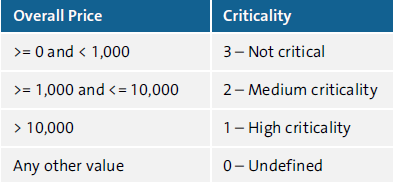 Overall Price Criticality
>= 0 and < 1,000 3 – Not critical
>= 1,000 and <= 10,000 2 – Medium criticality
> 10,000 1 – High criticality
Any other value 0 – Undefined